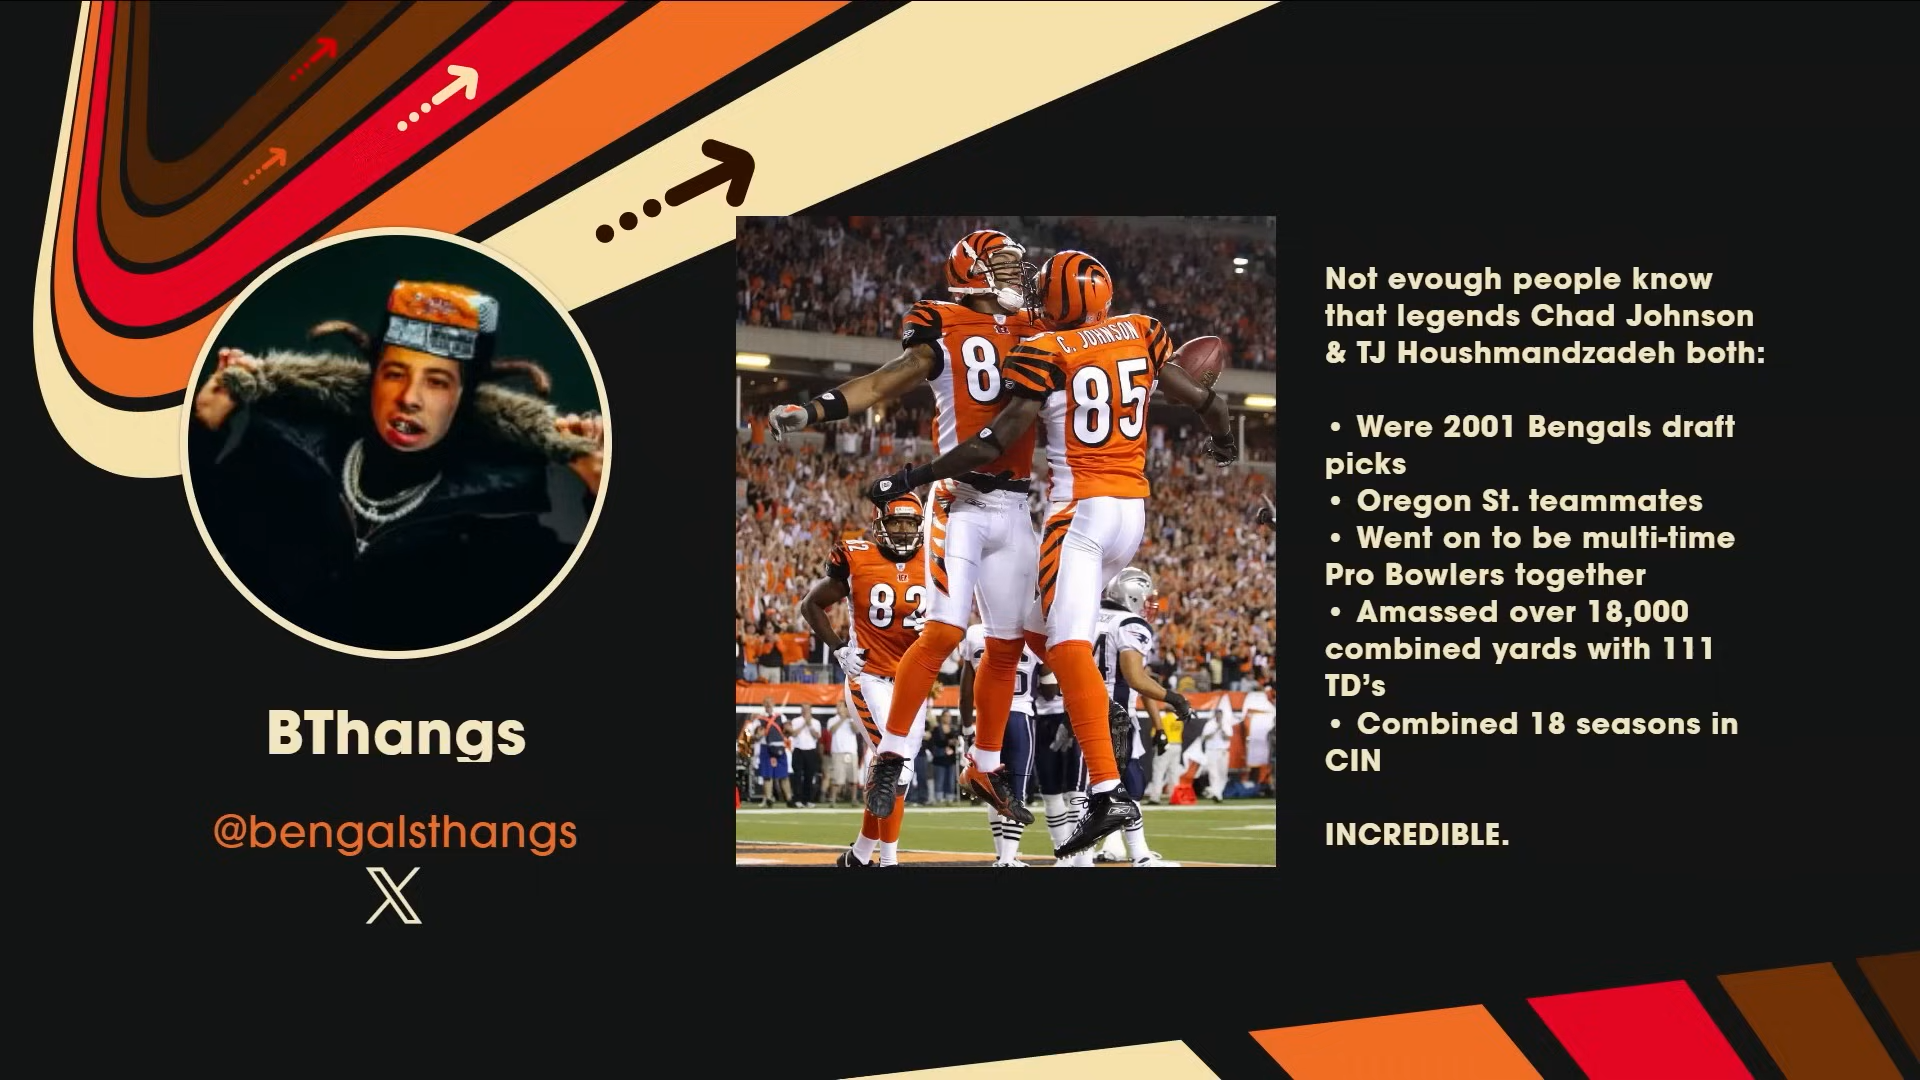 BThangs
@bengalsthangs
C. JOHNSON
8
85
82
Not evough people know
that legends Chad Johnson
& TJ Houshmandzadeh both:
• Were 2001 Bengals draft
picks
• Oregon St. teammates
• Went on to be multi-time
Pro Bowlers together
• Amassed over 18,000
combined yards with 111
TD’s
• Combined 18 seasons in
CIN
INCREDIBLE.